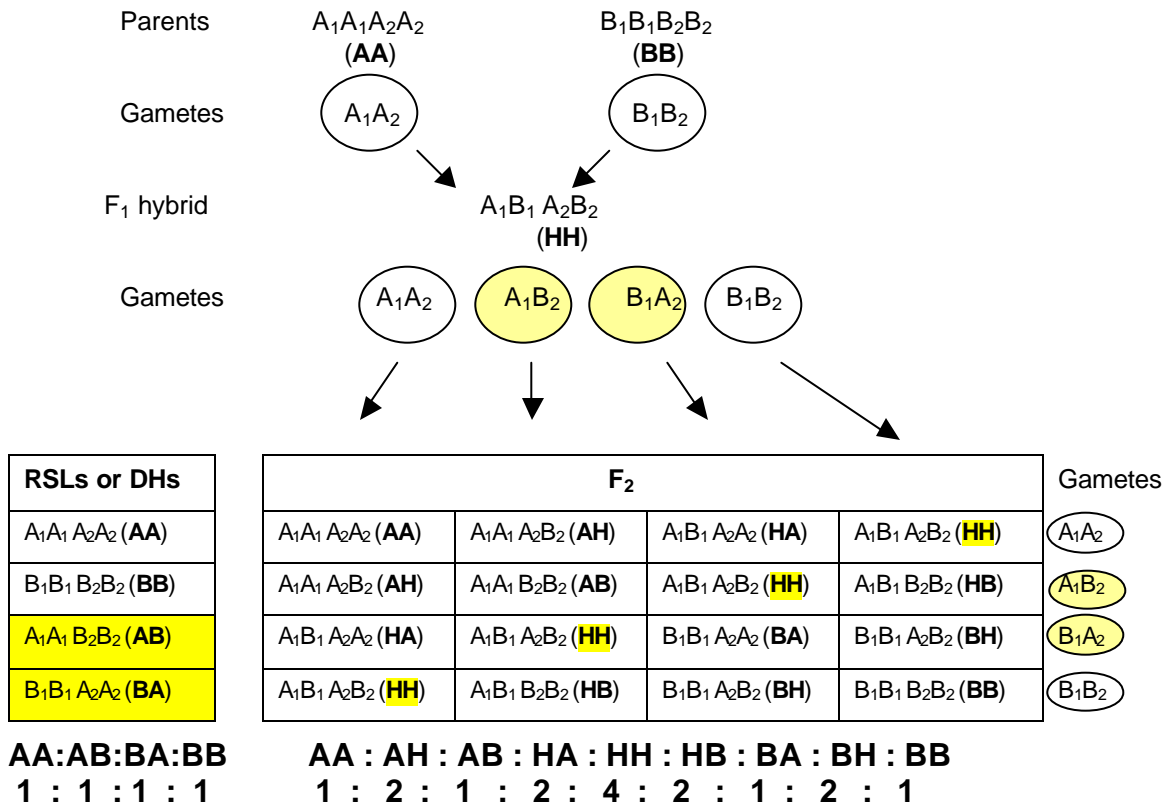 Parents A₁A₁A₂A₂ B₁B₁B₂B₂
(AA) (BB)
Gametes A₁A₂ B₁B₂
F₁ hybrid A₁B₁ A₂B₂
(HH)
Gametes A₁A₂ A₁B₂ B₁A₂ B₁B₂
RSLs or DHs F₂ Gametes
A₁A₁ A₂A₂ (AA) A₁A₁ A₂A₂ (AA) A₁A₁ A₂B₂ (AH) A₁B₁ A₂A₂ (HA) A₁B₁ A₂B₂ (HH) A₁A₂
B₁B₁ B₂B₂ (BB) A₁A₁ A₂B₂ (AH) A₁A₁ B₂B₂ (AB) A₁B₁ A₂B₂ (HH) A₁B₁ B₂B₂ (HB) A₁B₂
A₁A₁ B₂B₂ (AB) A₁B₁ A₂A₂ (HA) A₁B₁ A₂B₂ (HH) B₁B₁ A₂A₂ (BA) B₁B₁ A₂B₂ (BH) B₁A₂
B₁B₁ A₂A₂ (BA) A₁B₁ A₂B₂ (HH) A₁B₁ B₂B₂ (HB) B₁B₁ A₂B₂ (BH) B₁B₁ B₂B₂ (BB) B₁B₂
AA:AB:BA:BB AA : AH : AB : HA : HH : HB : BA : BH : BB
1 : 1 : 1 : 1 1 : 2 : 1 : 2 : 4 : 2 : 1 : 2 : 1